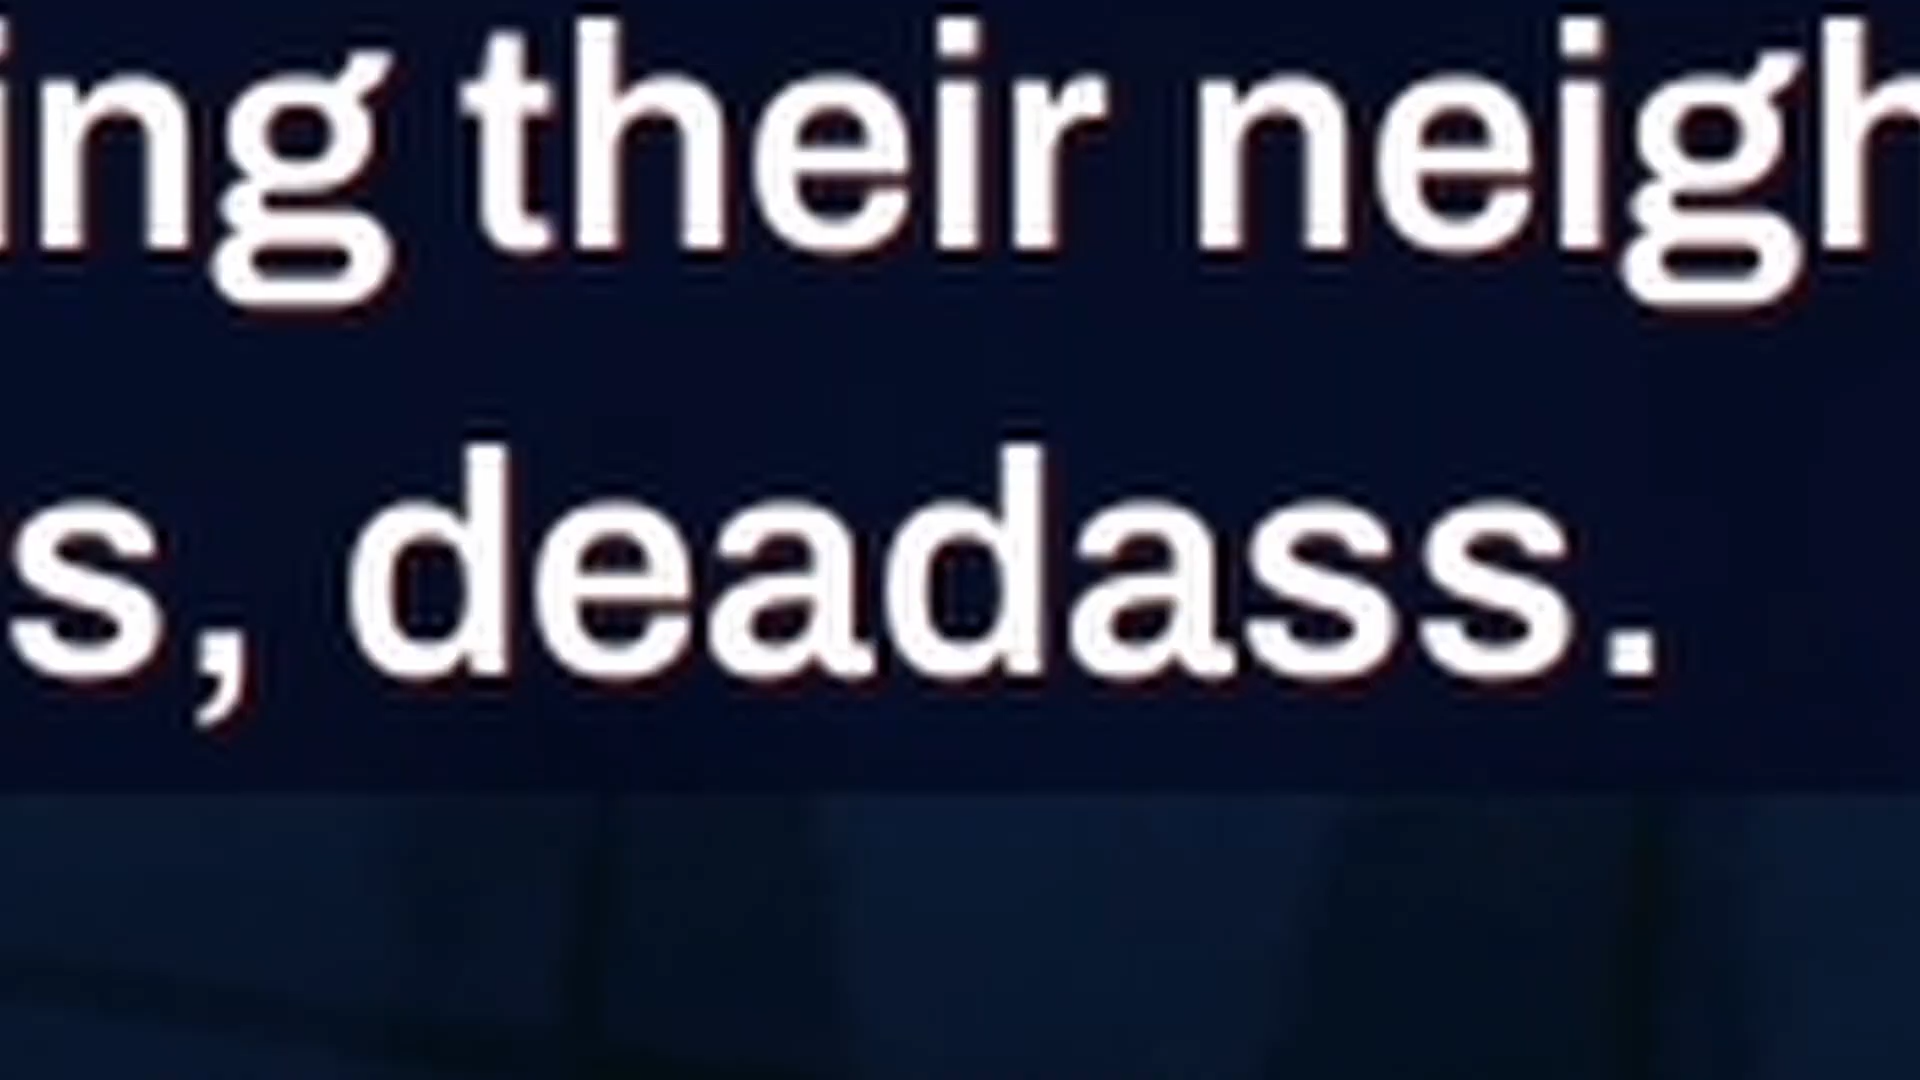 ing their neigh
s, deadass.